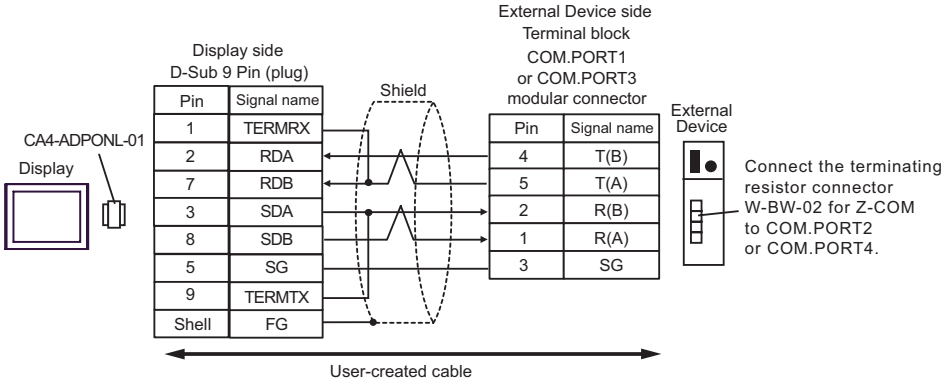 External Device side
Terminal block
COM.PORT1
or COM.PORT3
modular connector
Display side
D-Sub 9 Pin (plug)
Shield
External
Device
CA4-ADPONL-01
Display
Pin Signal name
1 TERMRX
2 RDA
7 RDB
3 SDA
8 SDB
5 SG
9 TERMTX
Shell FG
Pin Signal name
4 T(B)
5 T(A)
2 R(B)
1 R(A)
3 SG
Connect the terminating
resistor connector
W-BW-02 for Z-COM
to COM.PORT2
or COM.PORT4.
User-created cable